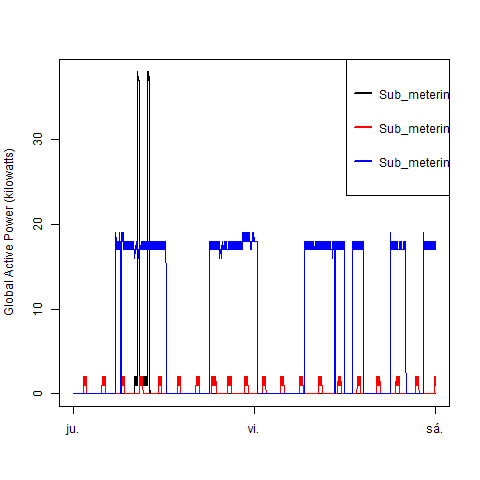 Sub_meterin
Sub_meterin
Sub_meterin
Global Active Power (kilowatts)
30
20
10
0
ju.
vi.
sá.